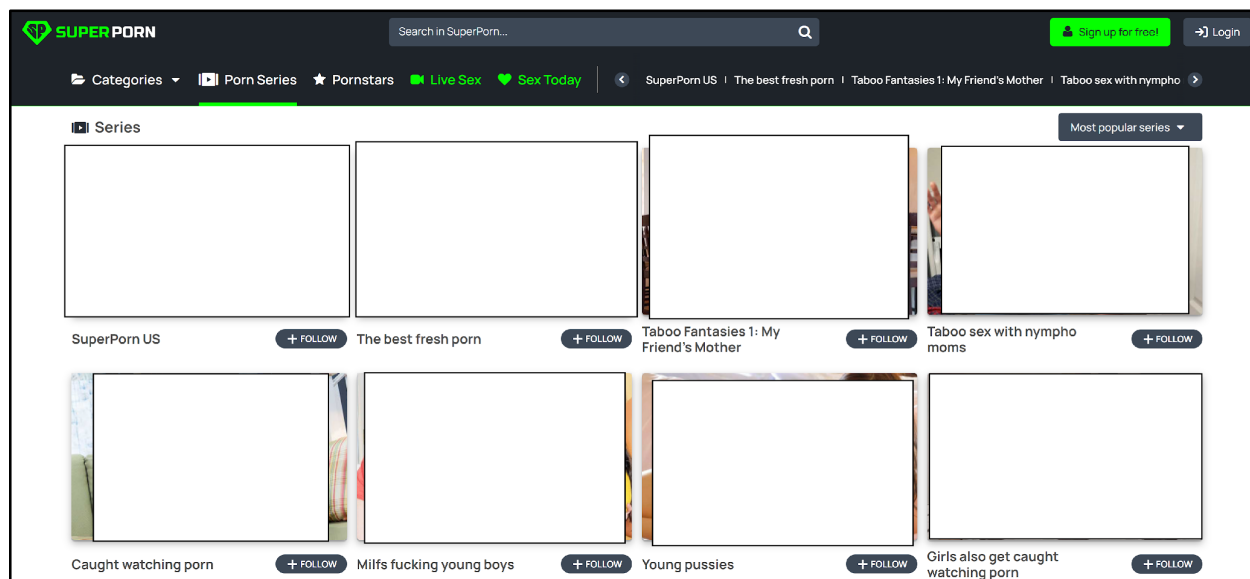 SUPERPORN
Search in SuperPorn...
Sign up for free!
Login
Categories
Porn Series
Pornstars
Live Sex
Sex Today
SuperPorn US | The best fresh porn | Taboo Fantasies 1: My Friend's Mother | Taboo sex with nympho
Series
Most popular series
SuperPorn US
+ FOLLOW
The best fresh porn
+ FOLLOW
Taboo Fantasies 1: My
Friend's Mother
+ FOLLOW
Taboo sex with nympho
moms
+ FOLLOW
Caught watching porn
+ FOLLOW
Milfs fucking young boys
+ FOLLOW
Young pussies
+ FOLLOW
Girls also get caught
watching porn
+ FOLLOW